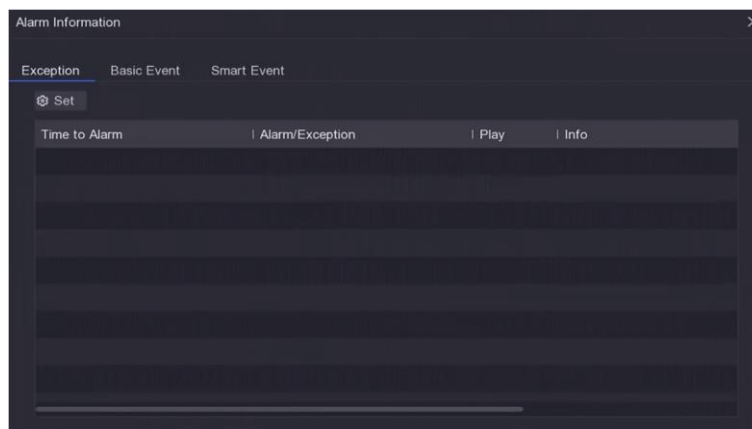 Alarm Information
Exception Basic Event Smart Event
Set
Time to Alarm Alarm/Exception Play Info